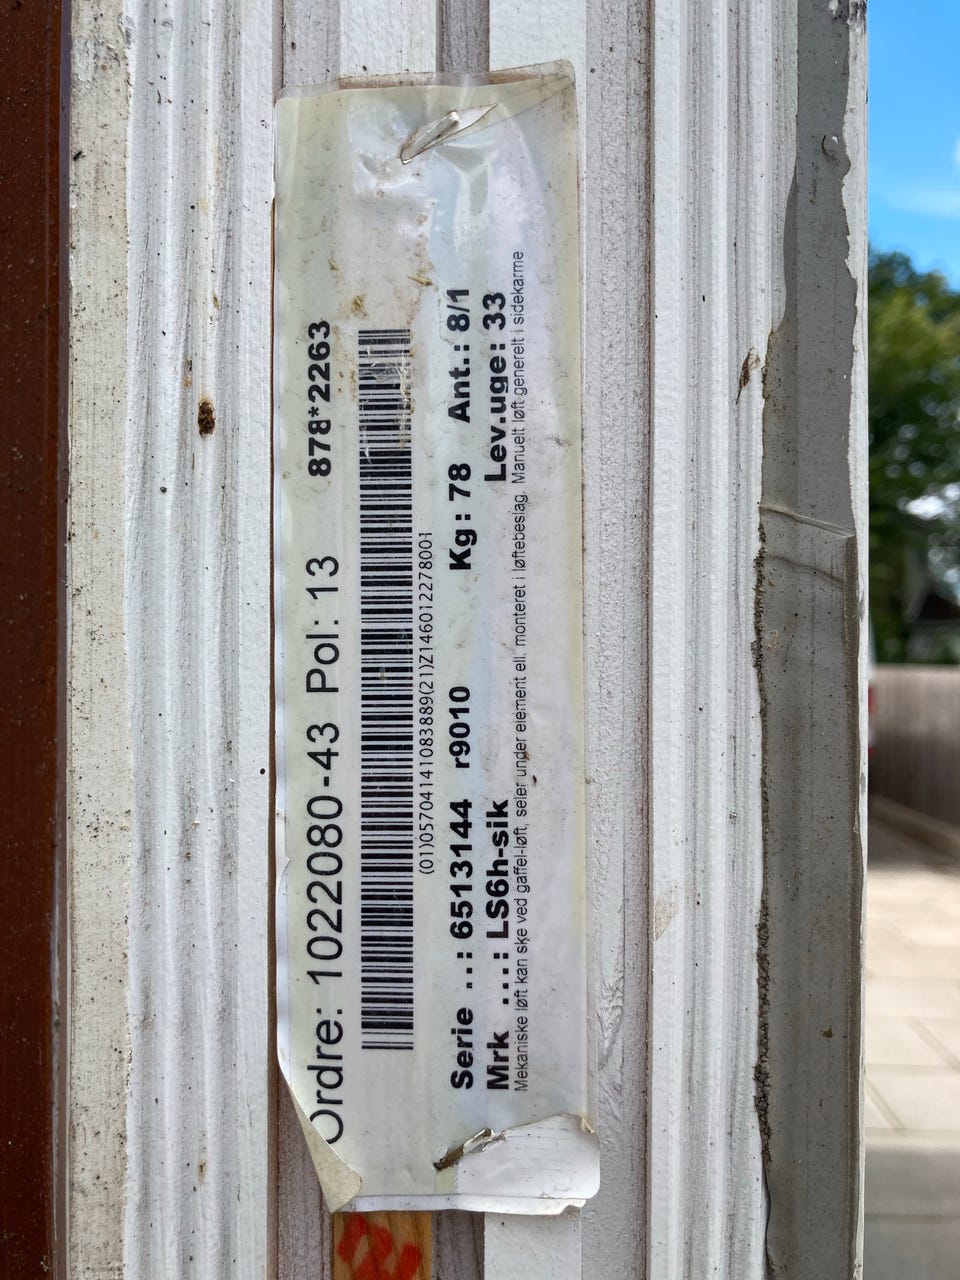 Ordre: 1022080-43 Pol: 13 878*2263
(01)05704141083889(21)Z146012278001
Serie ..: 6513144 r9010 Kg: 78 Ant.: 8/1
Mrk ...: LS6h-sik Lev.uge: 33
Mekaniske løft kan ske ved gaffel-løft, seler under element ell. monteret i løftebeslag. Manuelt løft generelt i sidekarme